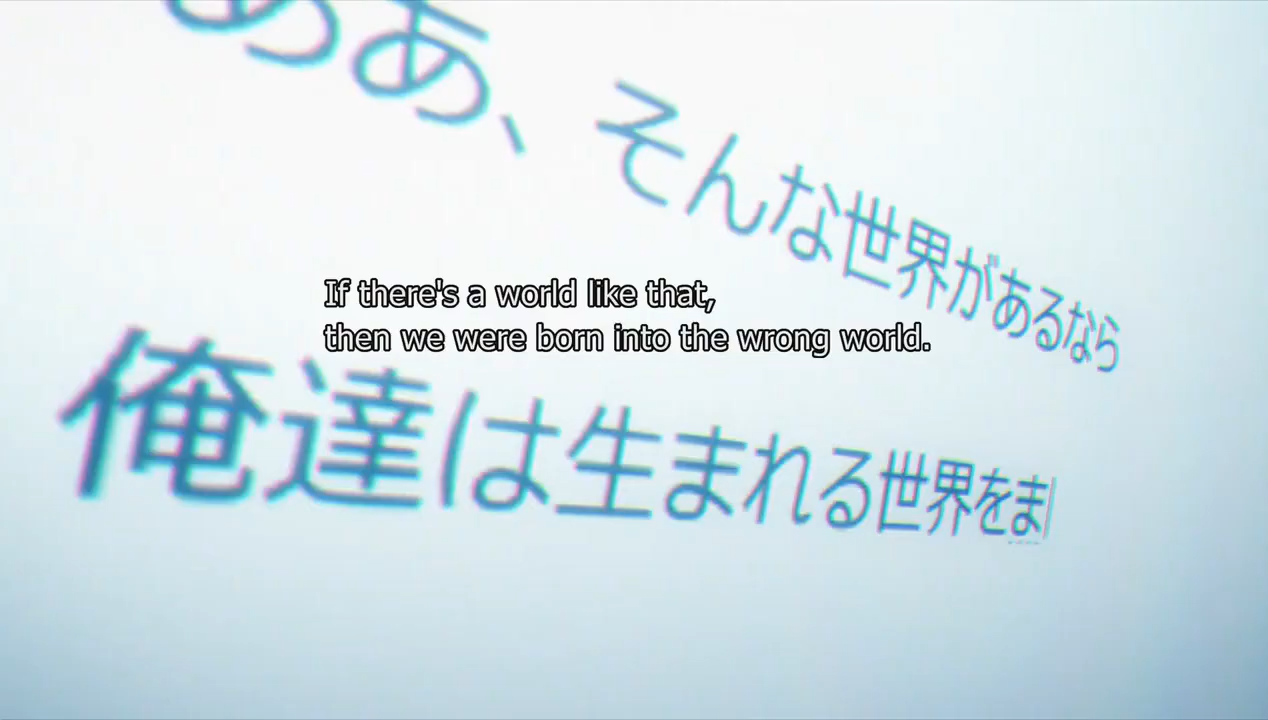 ああ、そんな世界があるなら
If there's a world like that,
then we were born into the wrong world.
俺達は生まれる世界をま